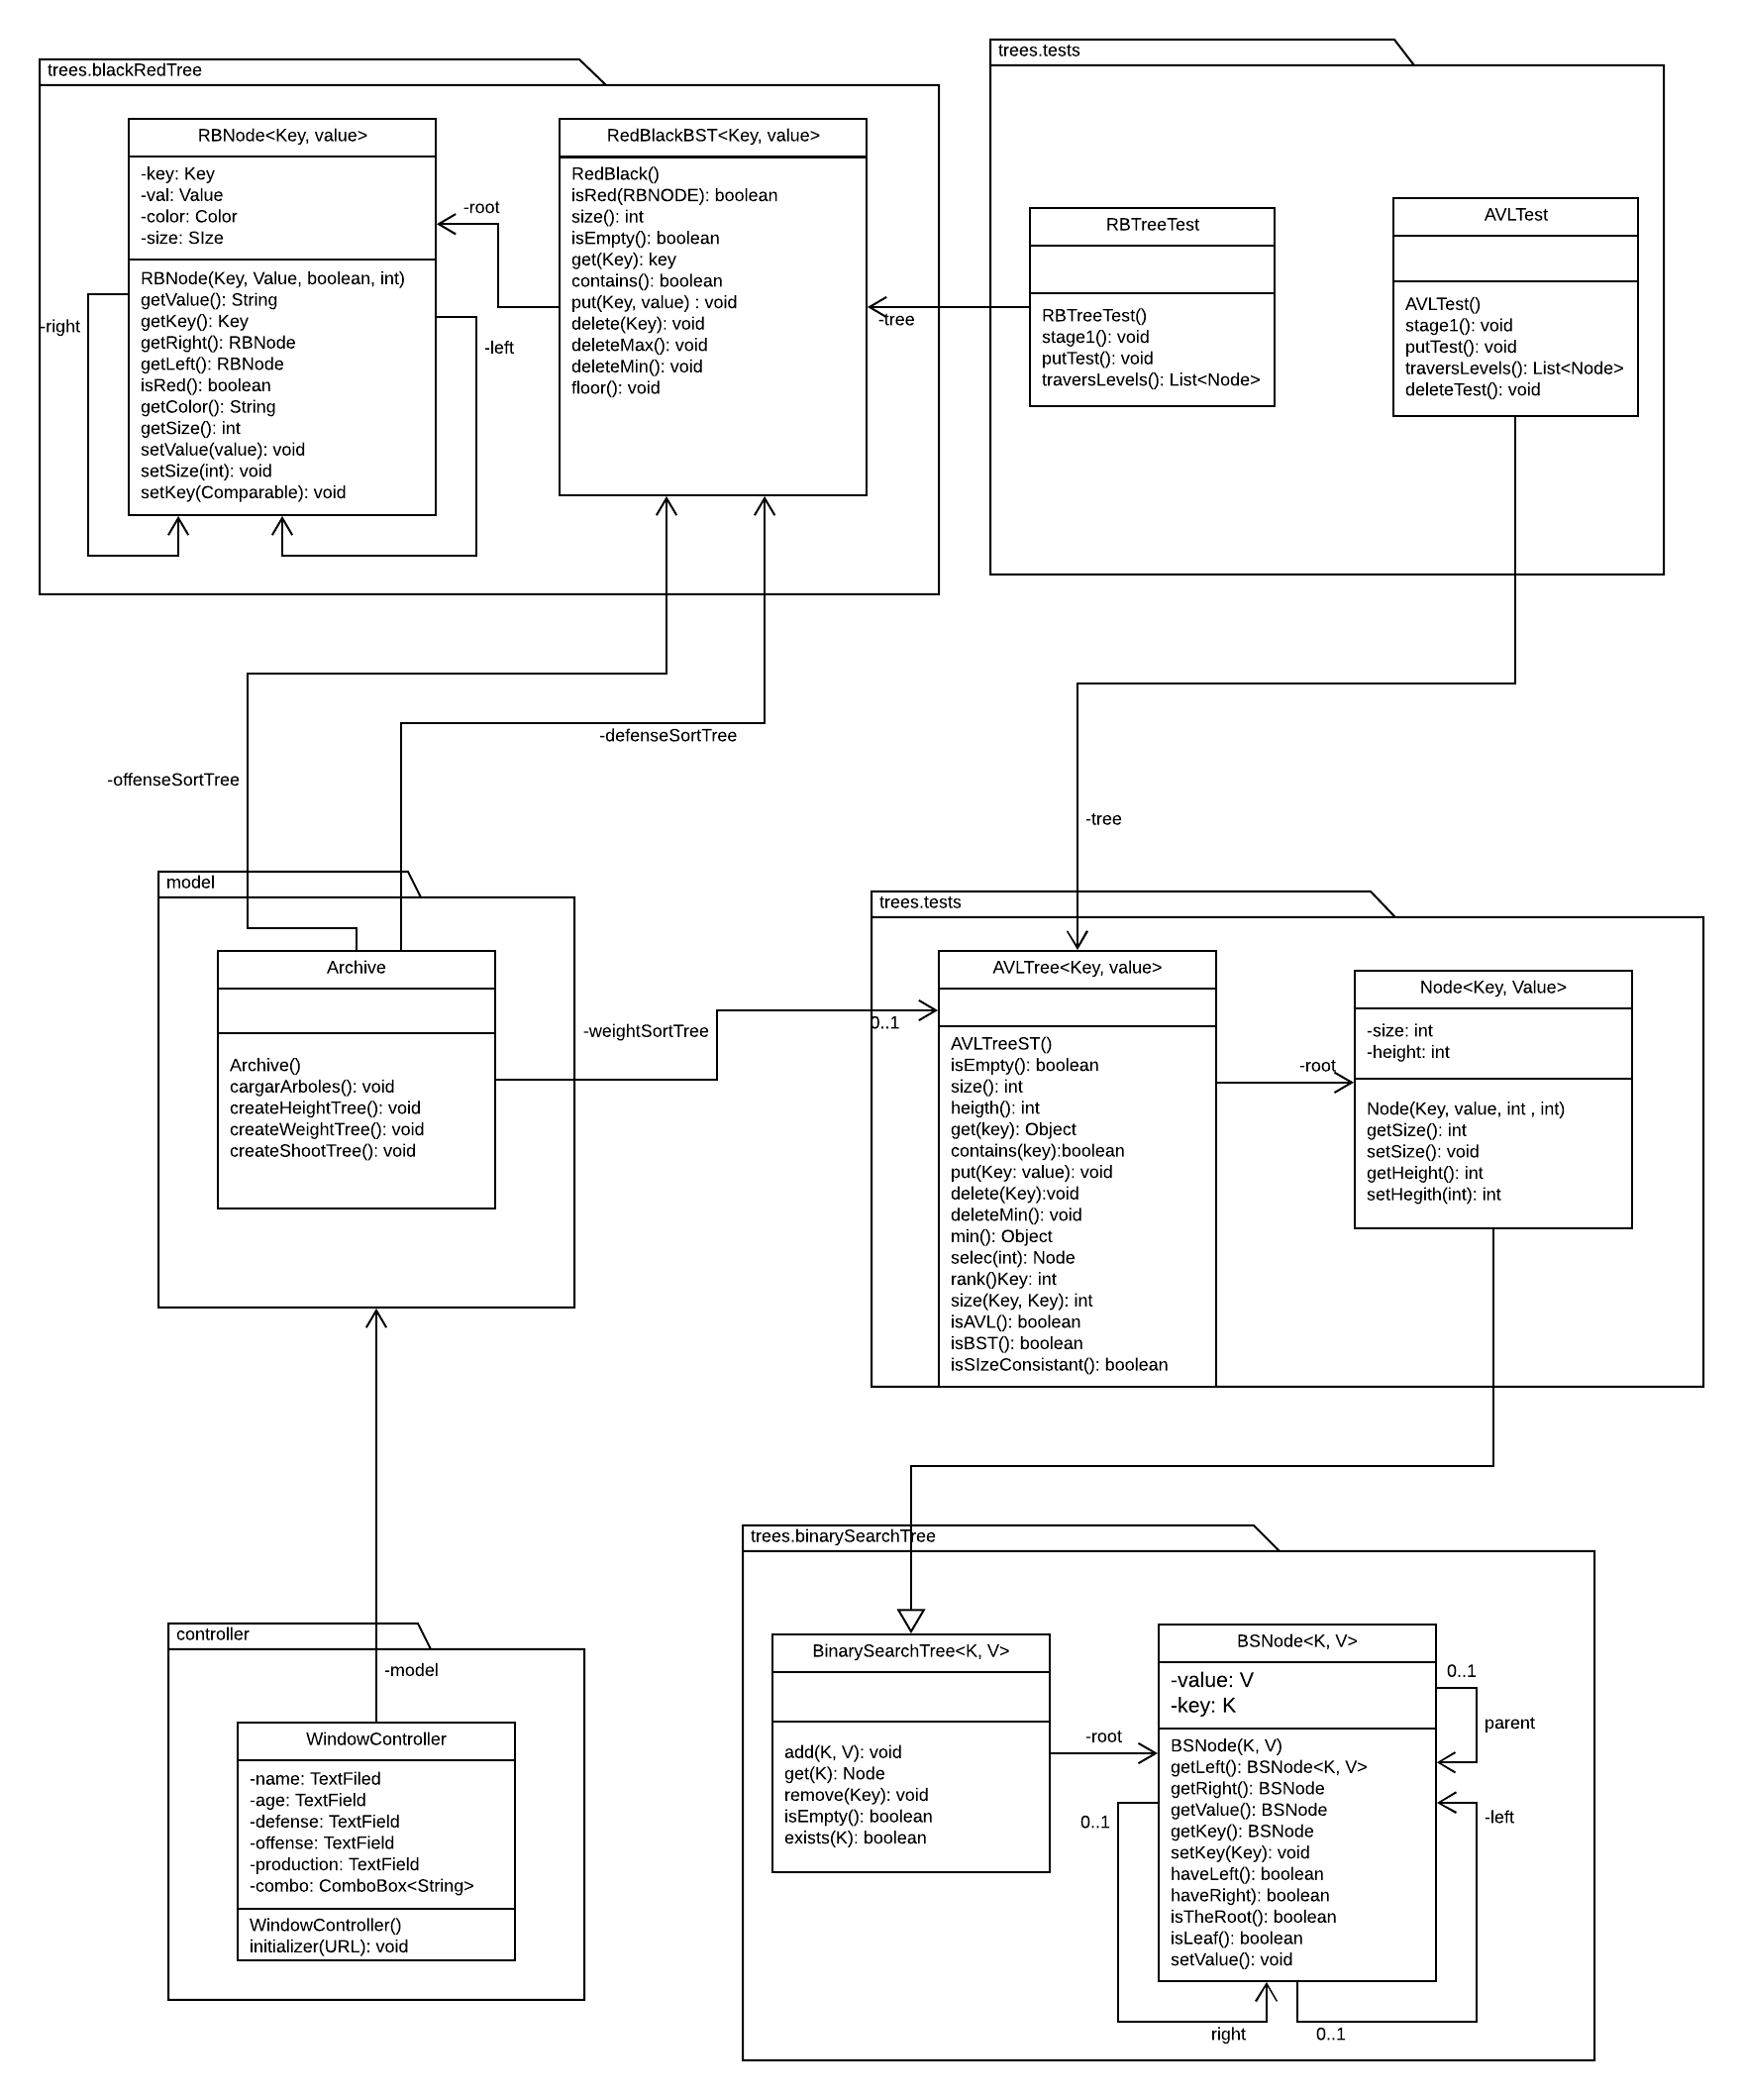 trees.blackRedTree
RBNode<Key, value>
-key: Key
-val: Value
-color: Color
-size: SIze
RBNode(Key, Value, boolean, int)
getValue(): String
getKey(): Key
getRight(): RBNode
getLeft(): RBNode
isRed(): boolean
getColor(): String
getSize(): int
setValue(value): void
setSize(int): void
setKey(Comparable): void
-right
-left
-root
RedBlackBST<Key, value>
RedBlack()
isRed(RBNODE): boolean
size(): int
isEmpty(): boolean
get(Key): key
contains(): boolean
put(Key, value) : void
delete(Key): void
deleteMax(): void
deleteMin(): void
floor(): void
trees.tests
RBTreeTest
RBTreeTest()
stage1(): void
putTest(): void
traversLevels(): List<Node>
-tree
AVLTest
AVLTest()
stage1(): void
putTest(): void
traversLevels(): List<Node>
deleteTest(): void
-defenseSortTree
-offenseSortTree
-tree
model
Archive
Archive()
cargarArboles(): void
createHeightTree(): void
createWeightTree(): void
createShootTree(): void
-weightSortTree
0..1
trees.tests
AVLTree<Key, value>
AVLTreeST()
isEmpty(): boolean
size(): int
heigth(): int
get(key): Object
contains(key):boolean
put(Key: value): void
delete(Key):void
deleteMin(): void
min(): Object
selec(int): Node
rank()Key: int
size(Key, Key): int
isAVL(): boolean
isBST(): boolean
isSIzeConsistant(): boolean
-root
Node<Key, Value>
-size: int
-height: int
Node(Key, value, int , int)
getSize(): int
setSize(): void
getHeight(): int
setHegith(int): int
controller
-model
WindowController
-name: TextFiled
-age: TextField
-defense: TextField
-offense: TextField
-production: TextField
-combo: ComboBox<String>
WindowController()
initializer(URL): void
trees.binarySearchTree
BinarySearchTree<K, V>
add(K, V): void
get(K): Node
remove(Key): void
isEmpty(): boolean
exists(K): boolean
-root
BSNode<K, V>
-value: V
-key: K
BSNode(K, V)
getLeft(): BSNode<K, V>
getRight(): BSNode
getValue(): BSNode
getKey(): BSNode
setKey(Key): void
haveLeft(): boolean
haveRight): boolean
isTheRoot(): boolean
isLeaf(): boolean
setValue(): void
0..1
parent
-left
0..1
right
0..1